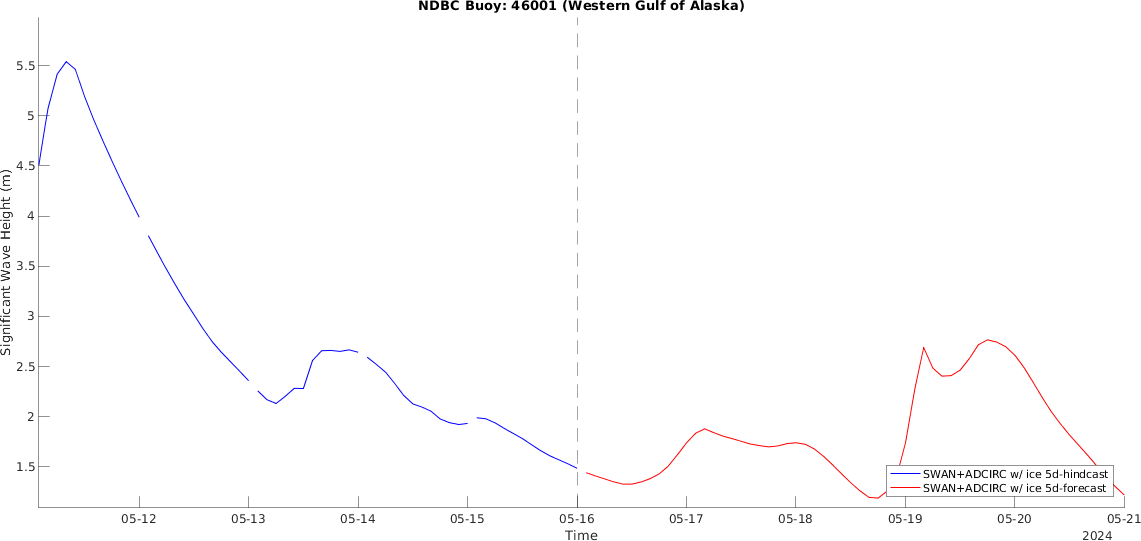 NDBC Buoy: 46001 (Western Gulf of Alaska)
5.5
5
4.5
4
3.5
3
2.5
2
1.5
Significant Wave Height (m)
SWAN+ADCIRC w/ ice 5d-hindcast
SWAN+ADCIRC w/ ice 5d-forecast
05-12 05-13 05-14 05-15 05-16 05-17 05-18 05-19 05-20 05-21
Time
2024